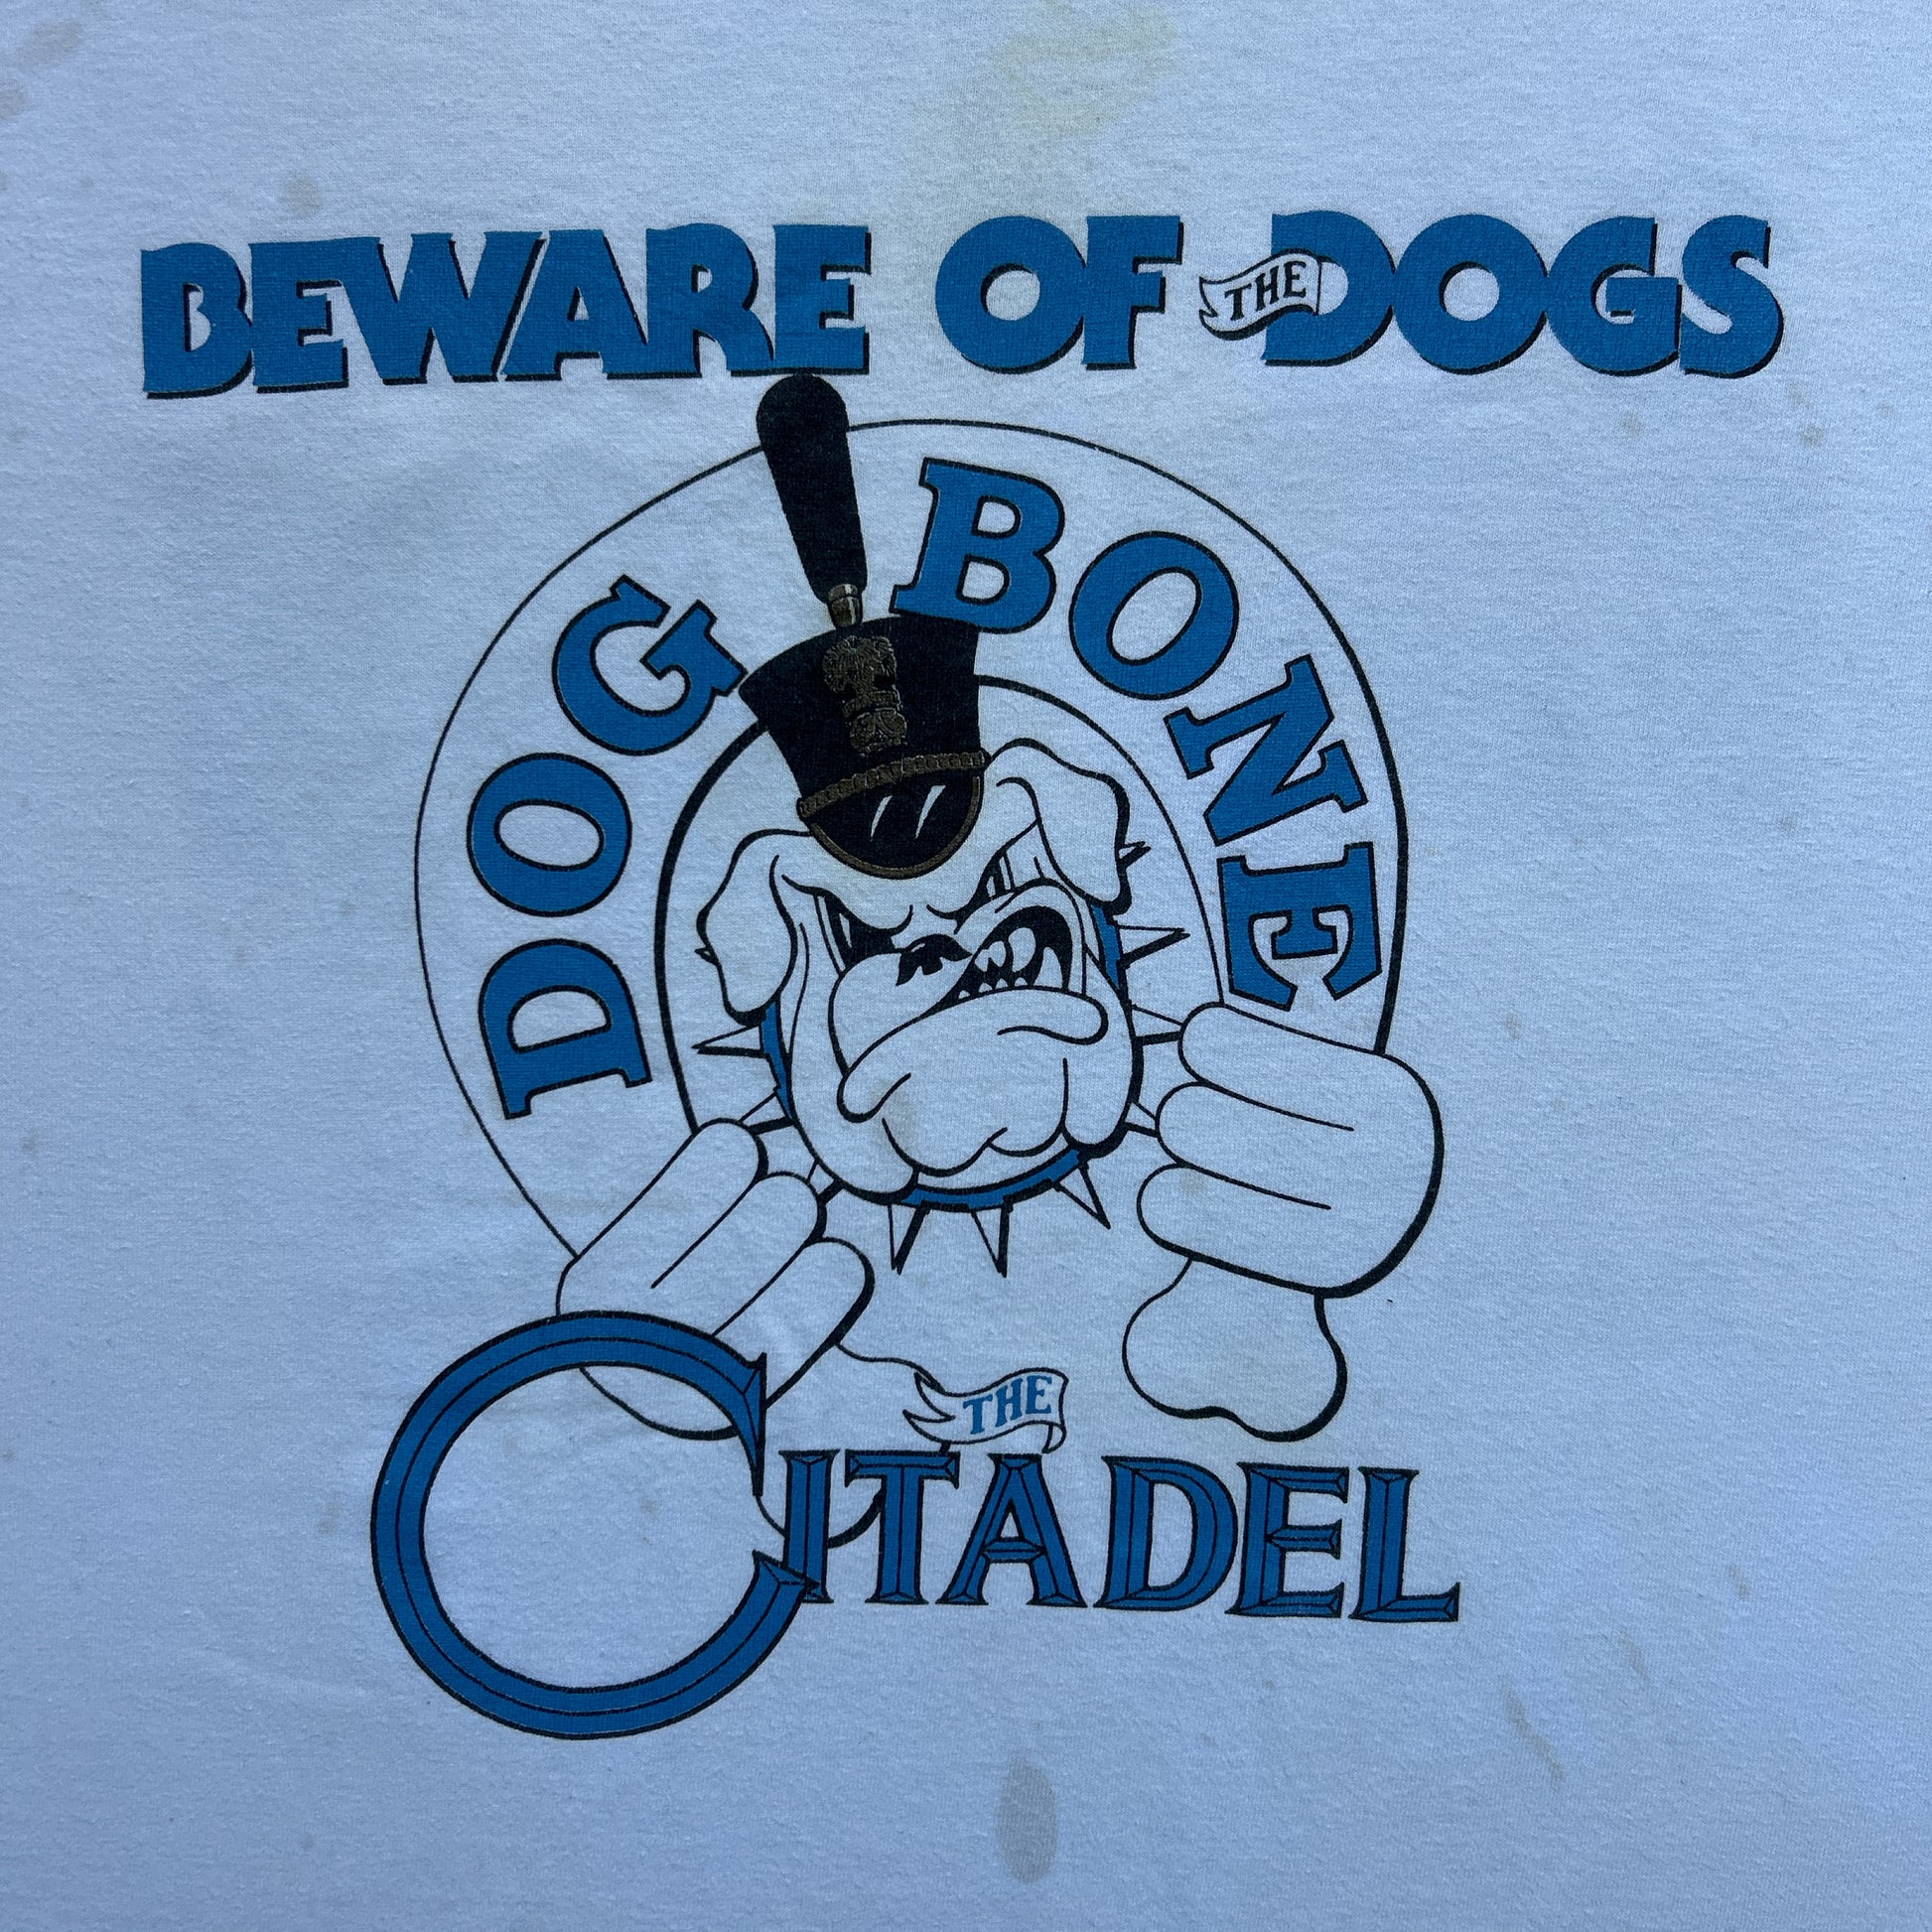 BEWARE OF THE DOGS
DOG BONE
THE
CITADEL